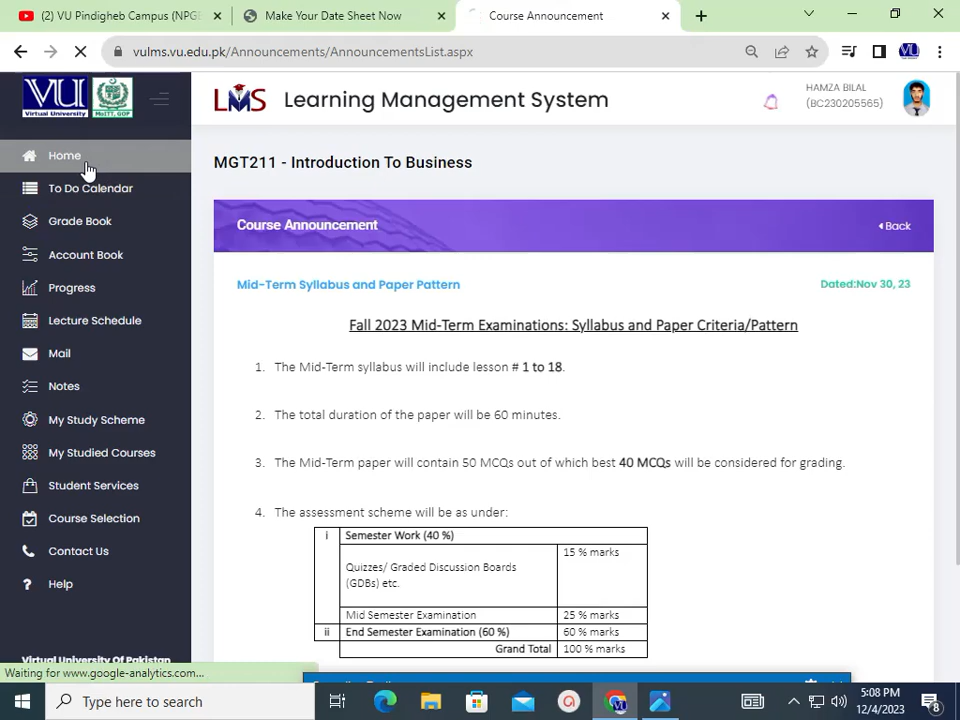 (2) VU Pindigheb Campus (NPGB
Make Your Date Sheet Now
Course Announcement
vulms.vu.edu.pk/Announcements/AnnouncementsList.aspx
VU
Virtual University
MoITT, GOP
LMS
Learning Management System
HAMZA BILAL
(BC230205565)
Home
To Do Calendar
Grade Book
Account Book
Progress
Lecture Schedule
Mail
Notes
My Study Scheme
My Studied Courses
Student Services
Course Selection
Contact Us
Help
Virtual University Of Pakistan
MGT211 - Introduction To Business
Course Announcement
Back
Mid-Term Syllabus and Paper Pattern
Dated:Nov 30, 23
Fall 2023 Mid-Term Examinations: Syllabus and Paper Criteria/Pattern
1. The Mid-Term syllabus will include lesson # 1 to 18.
2. The total duration of the paper will be 60 minutes.
3. The Mid-Term paper will contain 50 MCQs out of which best 40 MCQs will be considered for grading.
4. The assessment scheme will be as under:
i Semester Work (40 %)
15 % marks
Quizzes/ Graded Discussion Boards
(GDBs) etc.
Mid Semester Examination 25 % marks
ii End Semester Examination (60 %) 60 % marks
Grand Total 100 % marks
Waiting for www.google-analytics.com...
Type here to search
5:08 PM
12/4/2023
8